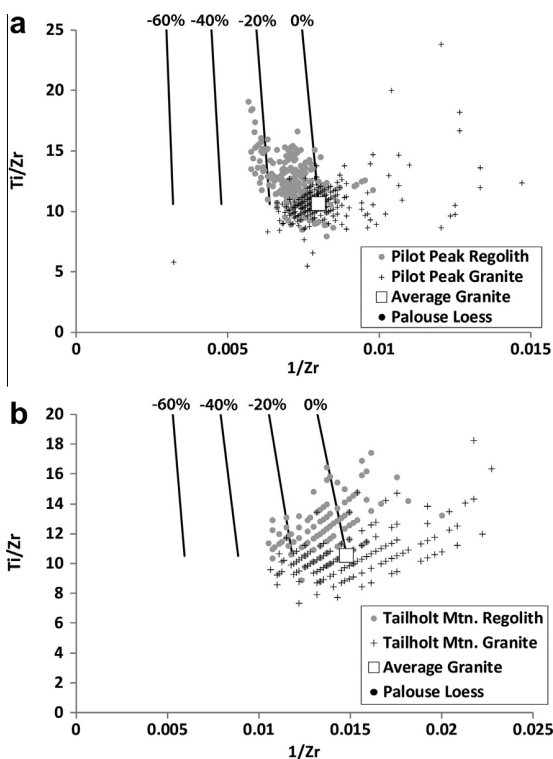 a
-60% -40% -20% 0%
25
20
15
10
5
0
Ti/Zr
0 0.005 0.01 0.015
1/Zr
Pilot Peak Regolith
Pilot Peak Granite
Average Granite
Palouse Loess
b
-60% -40% -20% 0%
20
18
16
14
12
10
8
6
4
2
0
Ti/Zr
0 0.005 0.01 0.015 0.02 0.025
1/Zr
Tailholt Mtn. Regolith
Tailholt Mtn. Granite
Average Granite
Palouse Loess